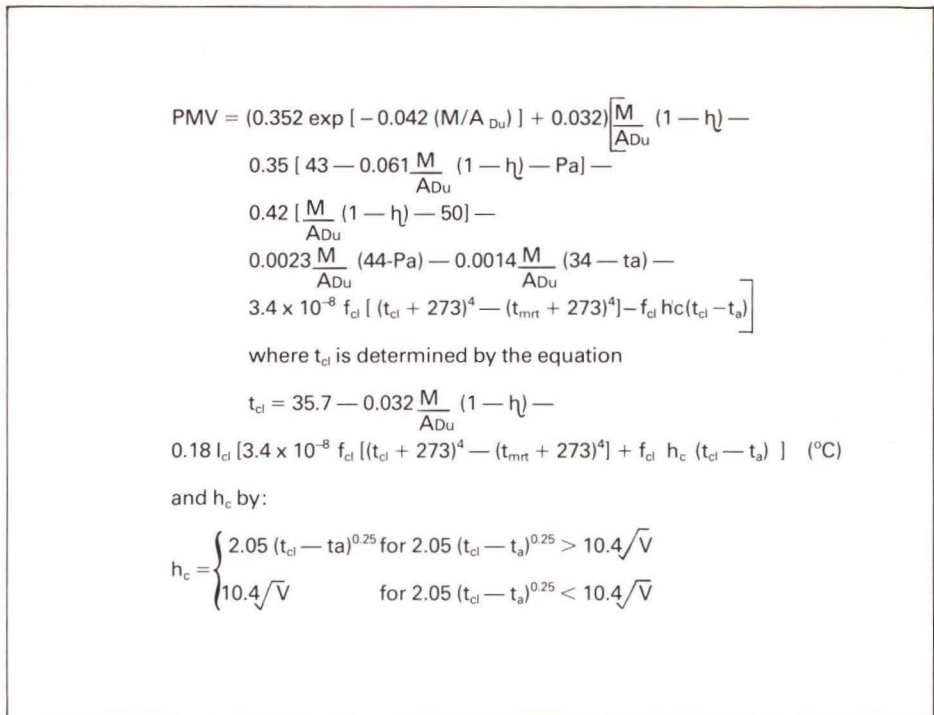 PMV = (0.352 exp [ – 0.042 (M/A Du) ] + 0.032)[M/ADu (1 — η) —
0.35 [ 43 — 0.061 M/ADu (1 — η) — Pa] —
0.42 [M/ADu (1 — η) — 50] —
0.0023 M/ADu (44-Pa) — 0.0014 M/ADu (34 — ta) —
3.4 x 10⁻⁸ fcl [ (tcl + 273)⁴ — (tmrt + 273)⁴] – fcl hc(tcl – ta)]
where tcl is determined by the equation
tcl = 35.7 — 0.032 M/ADu (1 — η) —
0.18 Icl [3.4 x 10⁻⁸ fcl [(tcl + 273)⁴ — (tmrt + 273)⁴] + fcl hc (tcl — ta) ] (°C)
and hc by:
hc = { 2.05 (tcl — ta)^0.25 for 2.05 (tcl — ta)^0.25 > 10.4√V
10.4√V for 2.05 (tcl — ta)^0.25 < 10.4√V